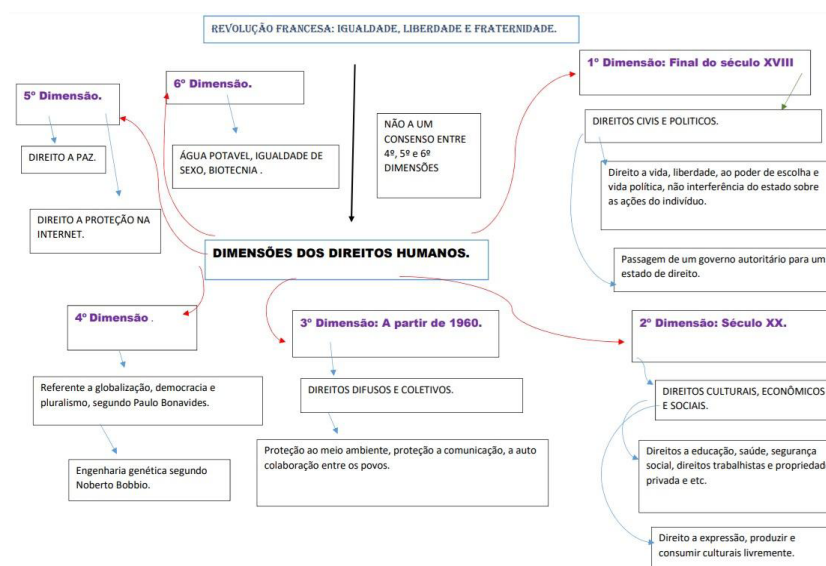 REVOLUÇÃO FRANCESA: IGUALDADE, LIBERDADE E FRATERNIDADE.
1º Dimensão: Final do século XVIII
DIREITOS CIVIS E POLITICOS.
Direito a vida, liberdade, ao poder de escolha e
vida política, não interferência do estado sobre
as ações do indivíduo.
Passagem de um governo autoritário para um
estado de direito.
6º Dimensão.
ÁGUA POTAVEL, IGUALDADE DE
SEXO, BIOTECNIA .
5º Dimensão.
DIREITO A PAZ.
DIREITO A PROTEÇÃO NA
INTERNET.
NÃO A UM
CONSENSO ENTRE
4º, 5º e 6º
DIMENSÕES
DIMENSÕES DOS DIREITOS HUMANOS.
4º Dimensão .
Referente a globalização, democracia e
pluralismo, segundo Paulo Bonavides.
Engenharia genética segundo
Noberto Bobbio.
3º Dimensão: A partir de 1960.
DIREITOS DIFUSOS E COLETIVOS.
Proteção ao meio ambiente, proteção a comunicação, a auto
colaboração entre os povos.
2º Dimensão: Século XX.
DIREITOS CULTURAIS, ECONÔMICOS
E SOCIAIS.
Direitos a educação, saúde, segurança
social, direitos trabalhistas e propriedad
privada e etc.
Direito a expressão, produzir e
consumir culturais livremente.